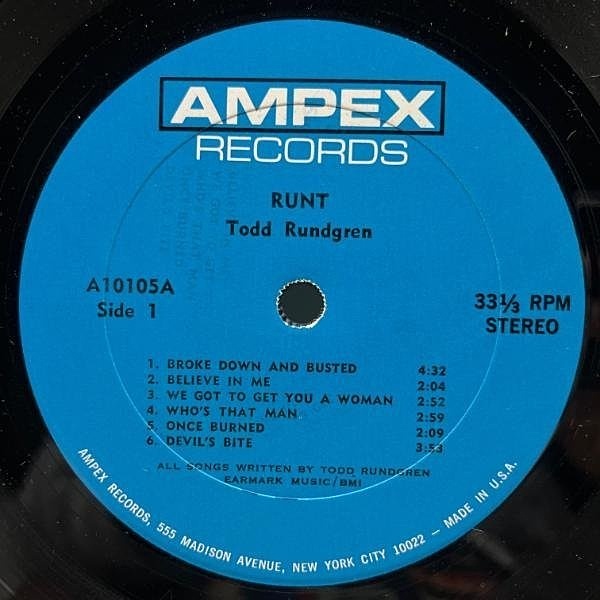 AMPEX
RECORDS
RUNT
Todd Rundgren
A10105A
Side 1
33⅓ RPM
STEREO
1. BROKE DOWN AND BUSTED 4:32
2. BELIEVE IN ME 2:04
3. WE GOT TO GET YOU A WOMAN 2:52
4. WHO'S THAT MAN 2:59
5. ONCE BURNED 2:09
6. DEVIL'S BITE 3:53
ALL SONGS WRITTEN BY TODD RUNDGREN
EARMARK MUSIC/BMI
AMPEX RECORDS, 555 MADISON AVENUE, NEW YORK CITY 10022 — MADE IN U.S.A.